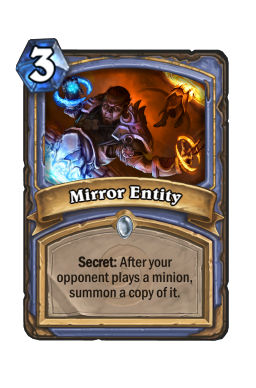 3
Mirror Entity
Secret: After your
opponent plays a minion,
summon a copy of it.